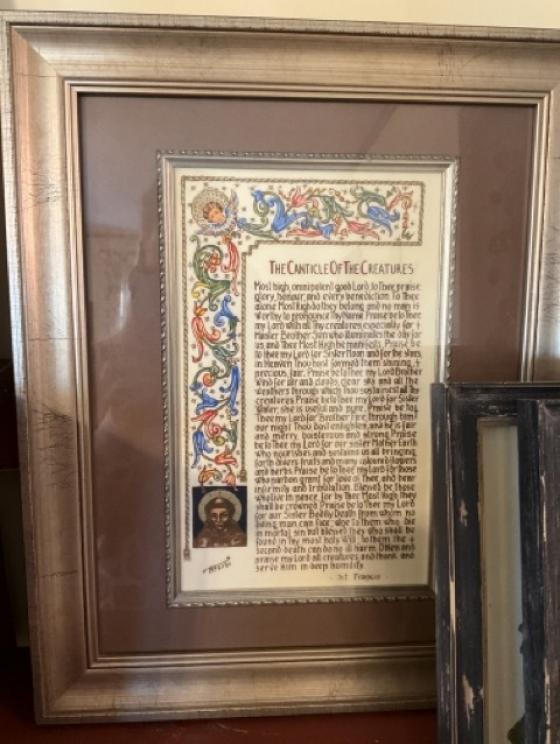 THE CANTICLE OF THE CREATURES
Most high, omnipotent good Lord, to Thee praise
glory, honour, and every benediction. To Thee
alone Most High do they belong and no man is
worthy to pronounce Thy Name. Praise be to Thee
my Lord with all Thy creatures, especially for
Master Brother Sun who illuminates the day for
us and Thee Most High he manifests. Praise be
to thee my Lord for Sister Moon and for the stars,
in Heaven Thou hast formed them shining, +
precious, fair. Praise be to Thee my Lord Brother
Wind for air and clouds, clear sky and all the
weathers through which Thou sustainest all Thy
creatures. Praise be to Thee my Lord for Sister
Water, she is useful and pure. Praise be to
Thee my Lord for Brother Fire, through him
our night Thou dost enlighten, and he is fair
and merry, boisterous and strong. Praise
be to Thee my Lord for our sister Mother Earth
who nourishes and sustains us all bringing
forth divers fruits and many coloured flowers
and herbs. Praise be to Thee my Lord for those
who pardon grant for love of Thee and bear
infirmity and tribulation. Blessed be those
who live in peace, for by Thee Most High they
shall be crowned. Praise be to Thee my Lord
for our Sister Bodily Death from whom no
living man can flee, woe to them who die
in mortal sin but blessed they who shall be
found in Thy most holy Will, to them the +
second death can do no ill harm. O bless and
praise my Lord all creatures, and thank and
serve him in deep humility.
- St Francis